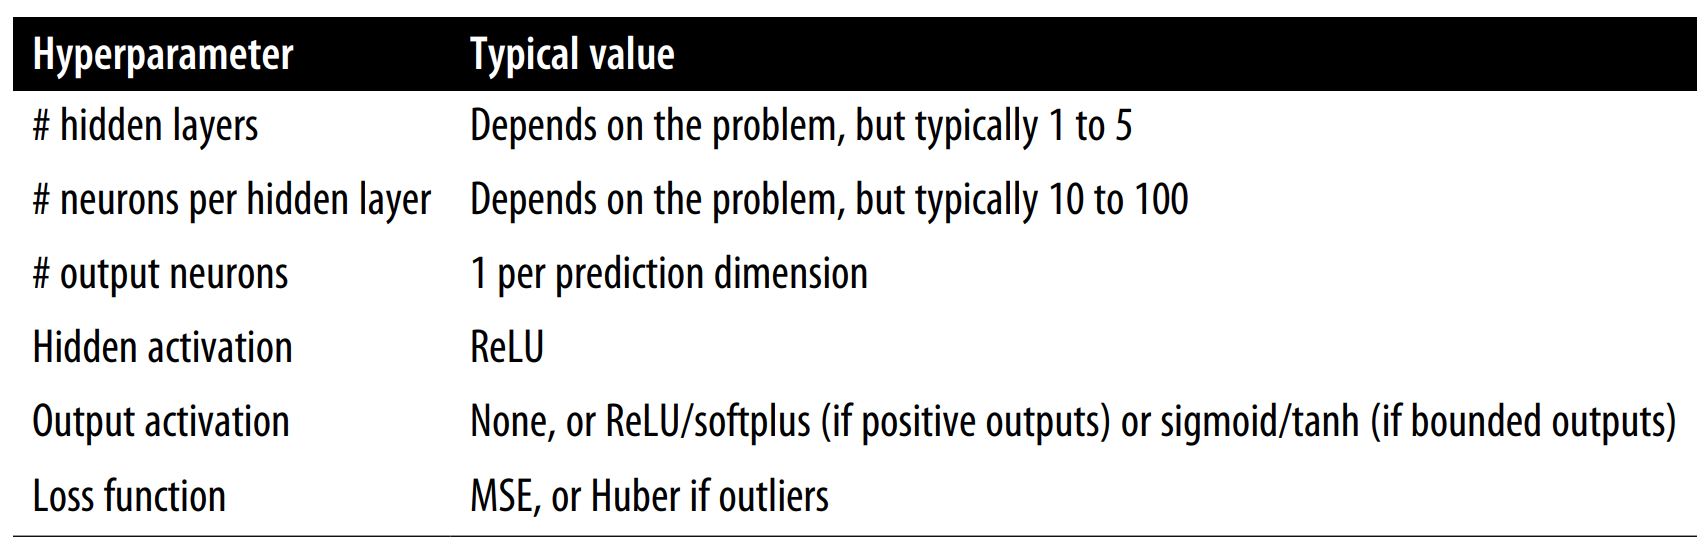 Hyperparameter Typical value
# hidden layers Depends on the problem, but typically 1 to 5
# neurons per hidden layer Depends on the problem, but typically 10 to 100
# output neurons 1 per prediction dimension
Hidden activation ReLU
Output activation None, or ReLU/softplus (if positive outputs) or sigmoid/tanh (if bounded outputs)
Loss function MSE, or Huber if outliers